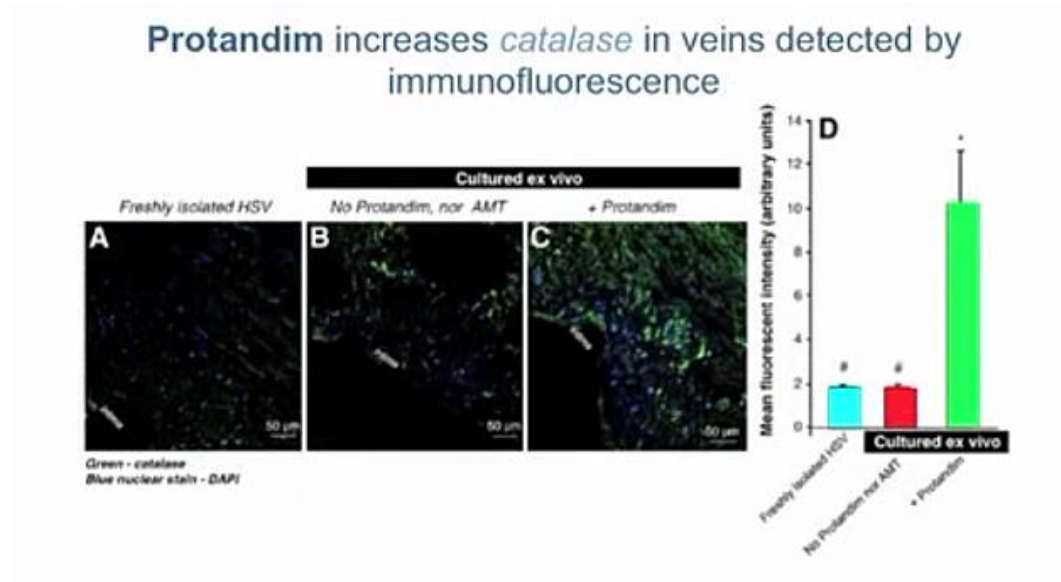 Protandim increases catalase in veins detected by
immunofluorescence
Cultured ex vivo
Freshly isolated HSV
No Protandim, nor AMT
+ Protandim
A
B
C
50 µm
50 µm
50 µm
Green - catalase
Blue nuclear stain - DAPI
D
Mean fluorescent intensity (arbitrary units)
14
12
10
8
6
4
2
0
#
#
*
Cultured ex vivo
Freshly isolated HSV
No Protandim nor AMT
+ Protandim